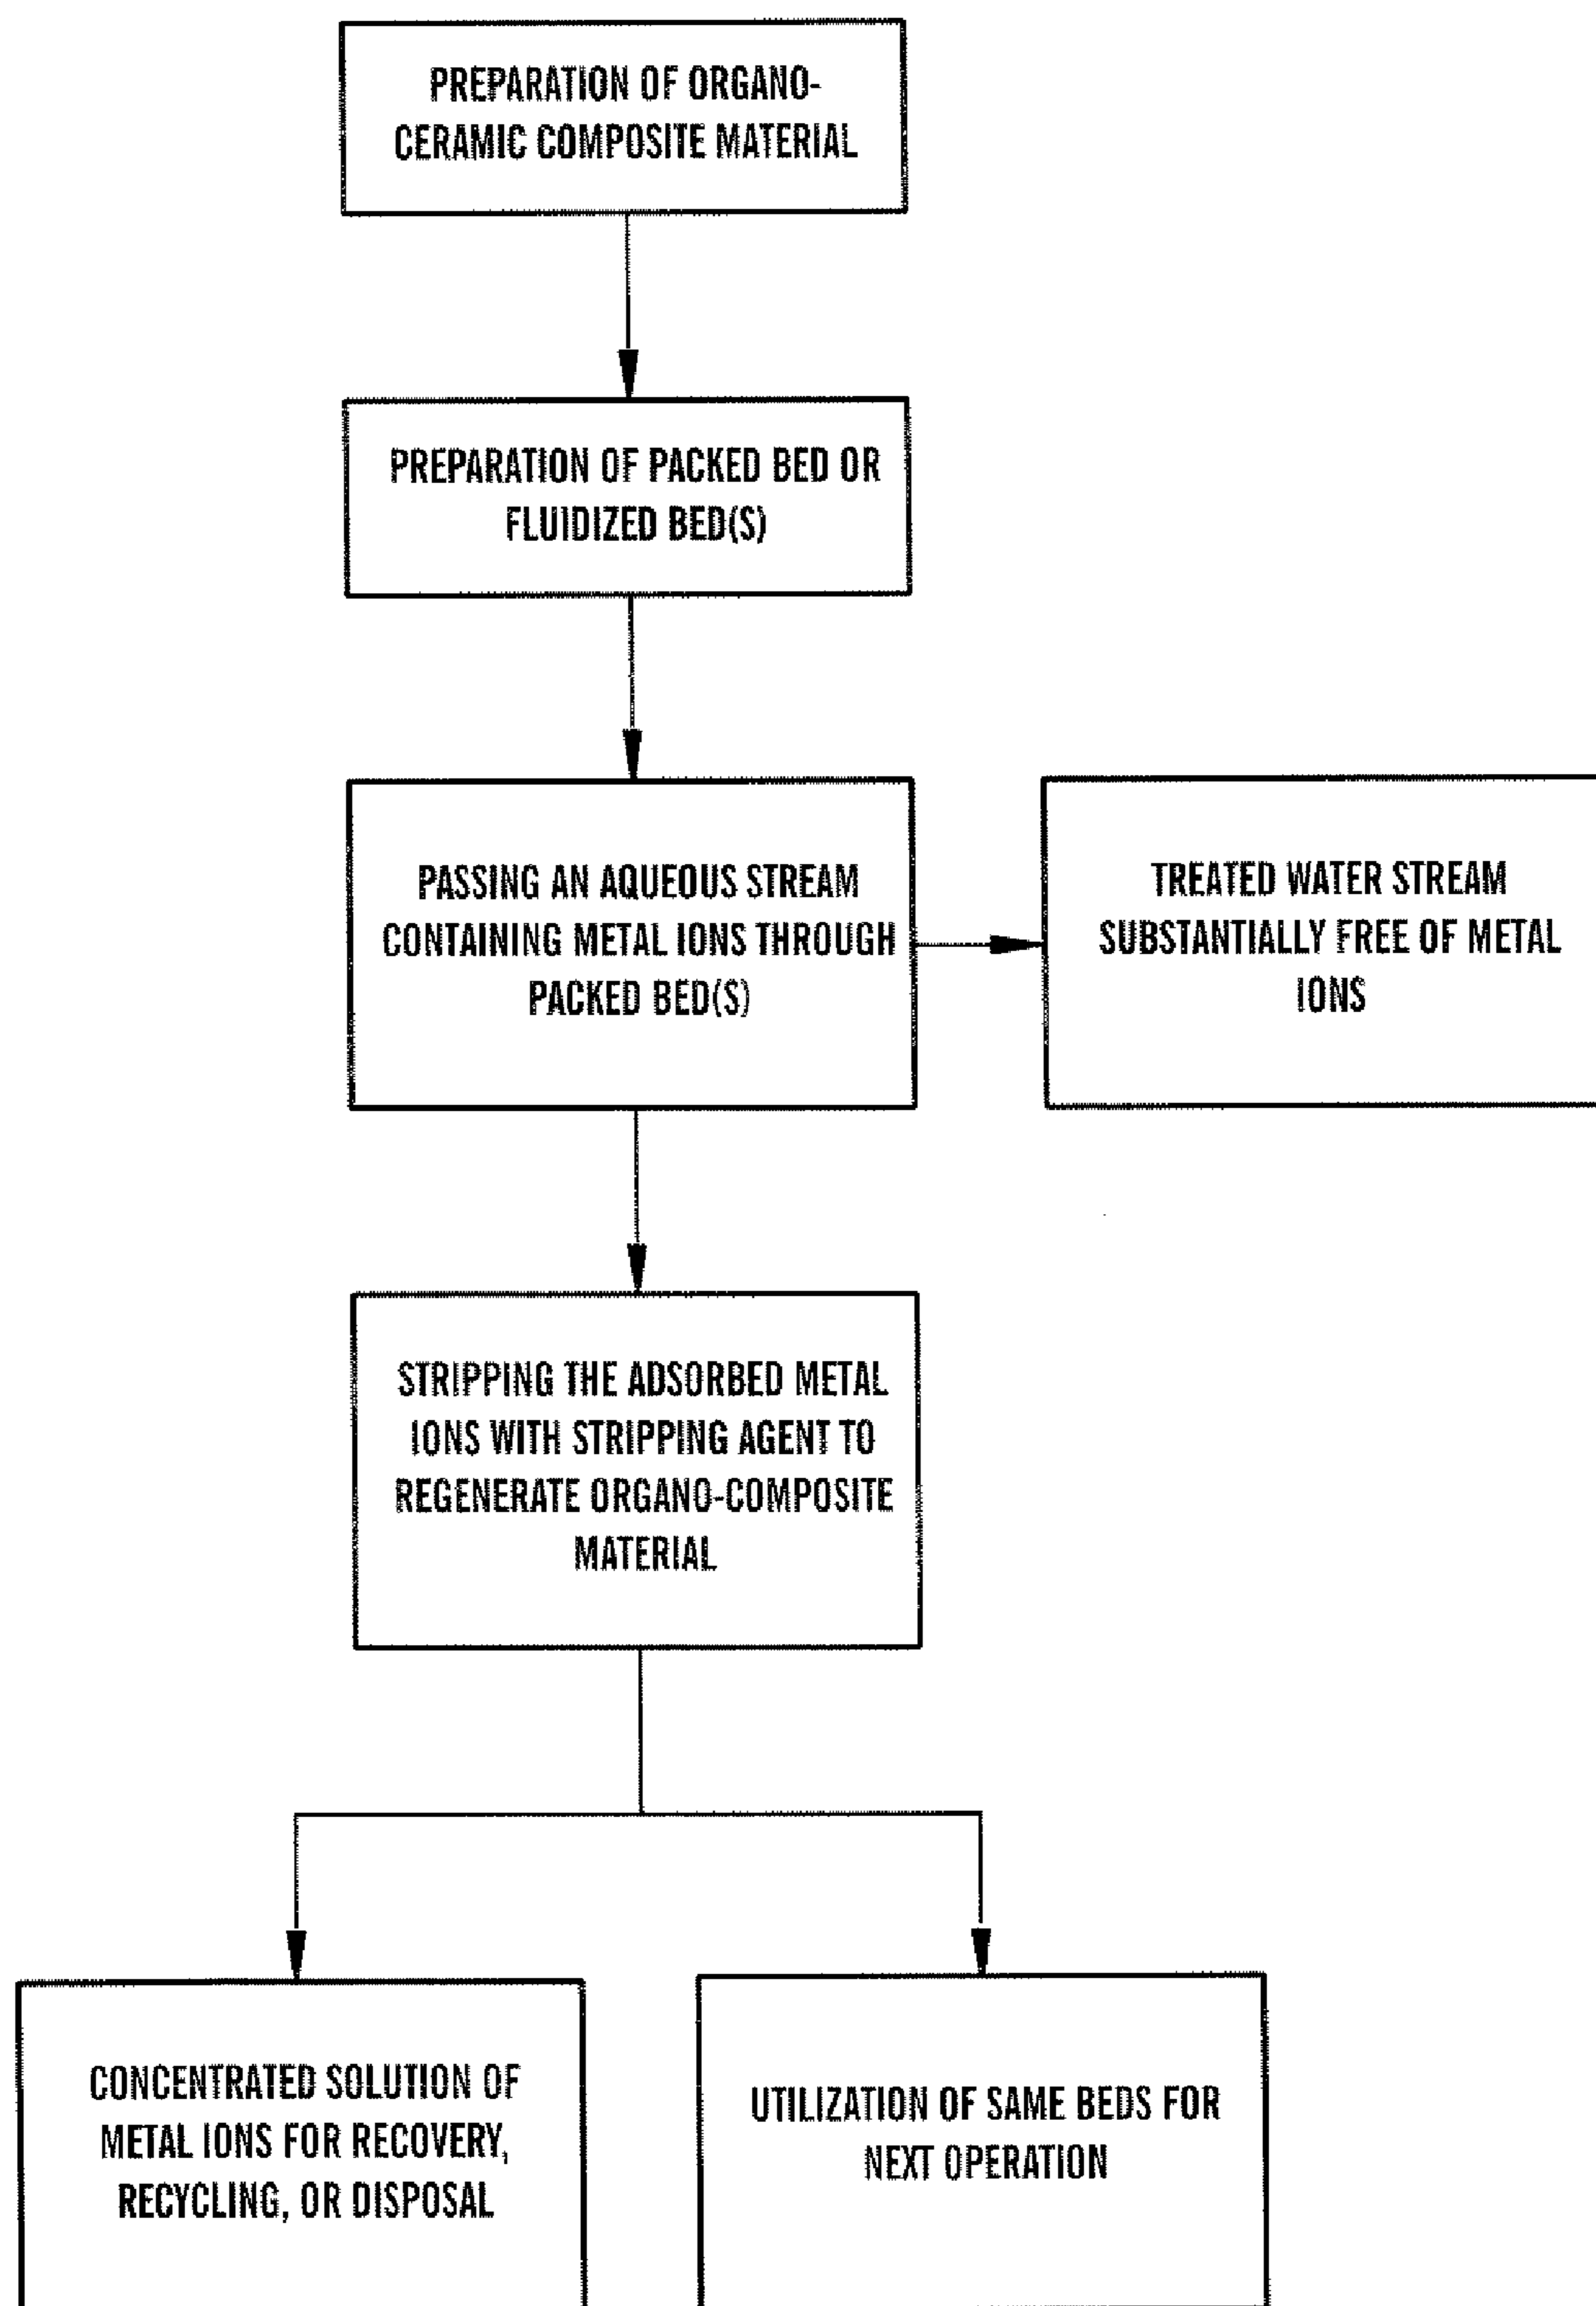 PREPARATION OF ORGANO-
CERAMIC COMPOSITE MATERIAL
PREPARATION OF PACKED BED OR
FLUIDIZED BED(S)
PASSING AN AQUEOUS STREAM
CONTAINING METAL IONS THROUGH
PACKED BED(S)
TREATED WATER STREAM
SUBSTANTIALLY FREE OF METAL
IONS
STRIPPING THE ADSORBED METAL
IONS WITH STRIPPING AGENT TO
REGENERATE ORGANO-COMPOSITE
MATERIAL
CONCENTRATED SOLUTION OF
METAL IONS FOR RECOVERY,
RECYCLING, OR DISPOSAL
UTILIZATION OF SAME BEDS FOR
NEXT OPERATION